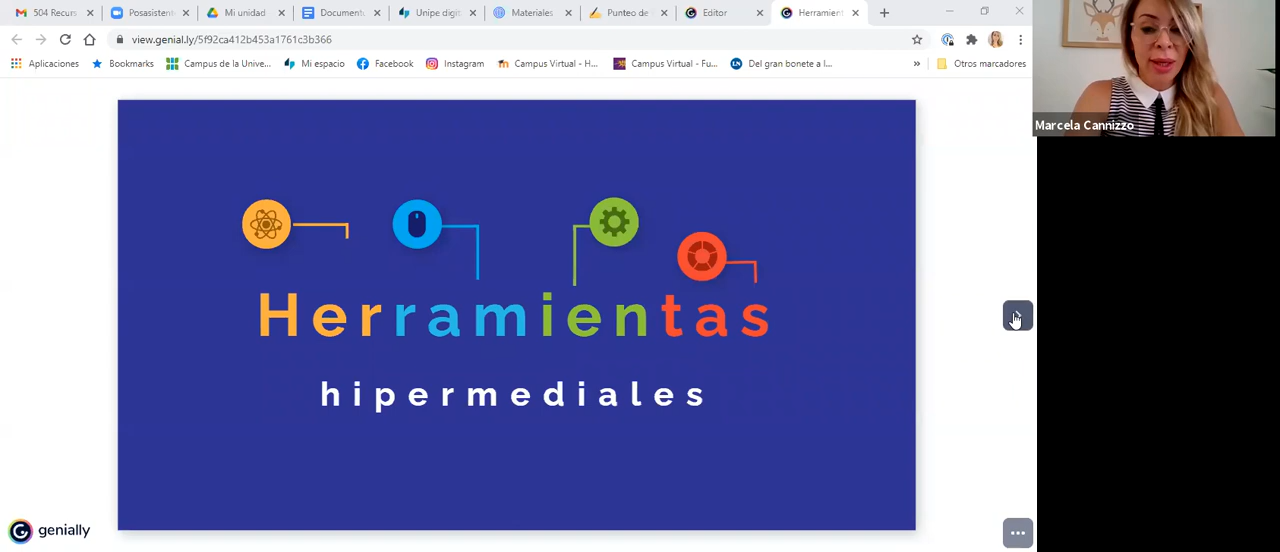 504 Recurs
Posasistent
Mi unidad
Document
Unipe digit
Materiales
Punteo de
Editor
Herramient
view.genial.ly/5f92ca412b453a1761c3b366
Aplicaciones
Bookmarks
Campus de la Unive...
Mi espacio
Facebook
Instagram
Campus Virtual - H...
Campus Virtual - Fu...
LN
Del gran bonete a l...
»
Otros marcadores
Marcela Cannizzo
Herramientas
hipermediales
genially